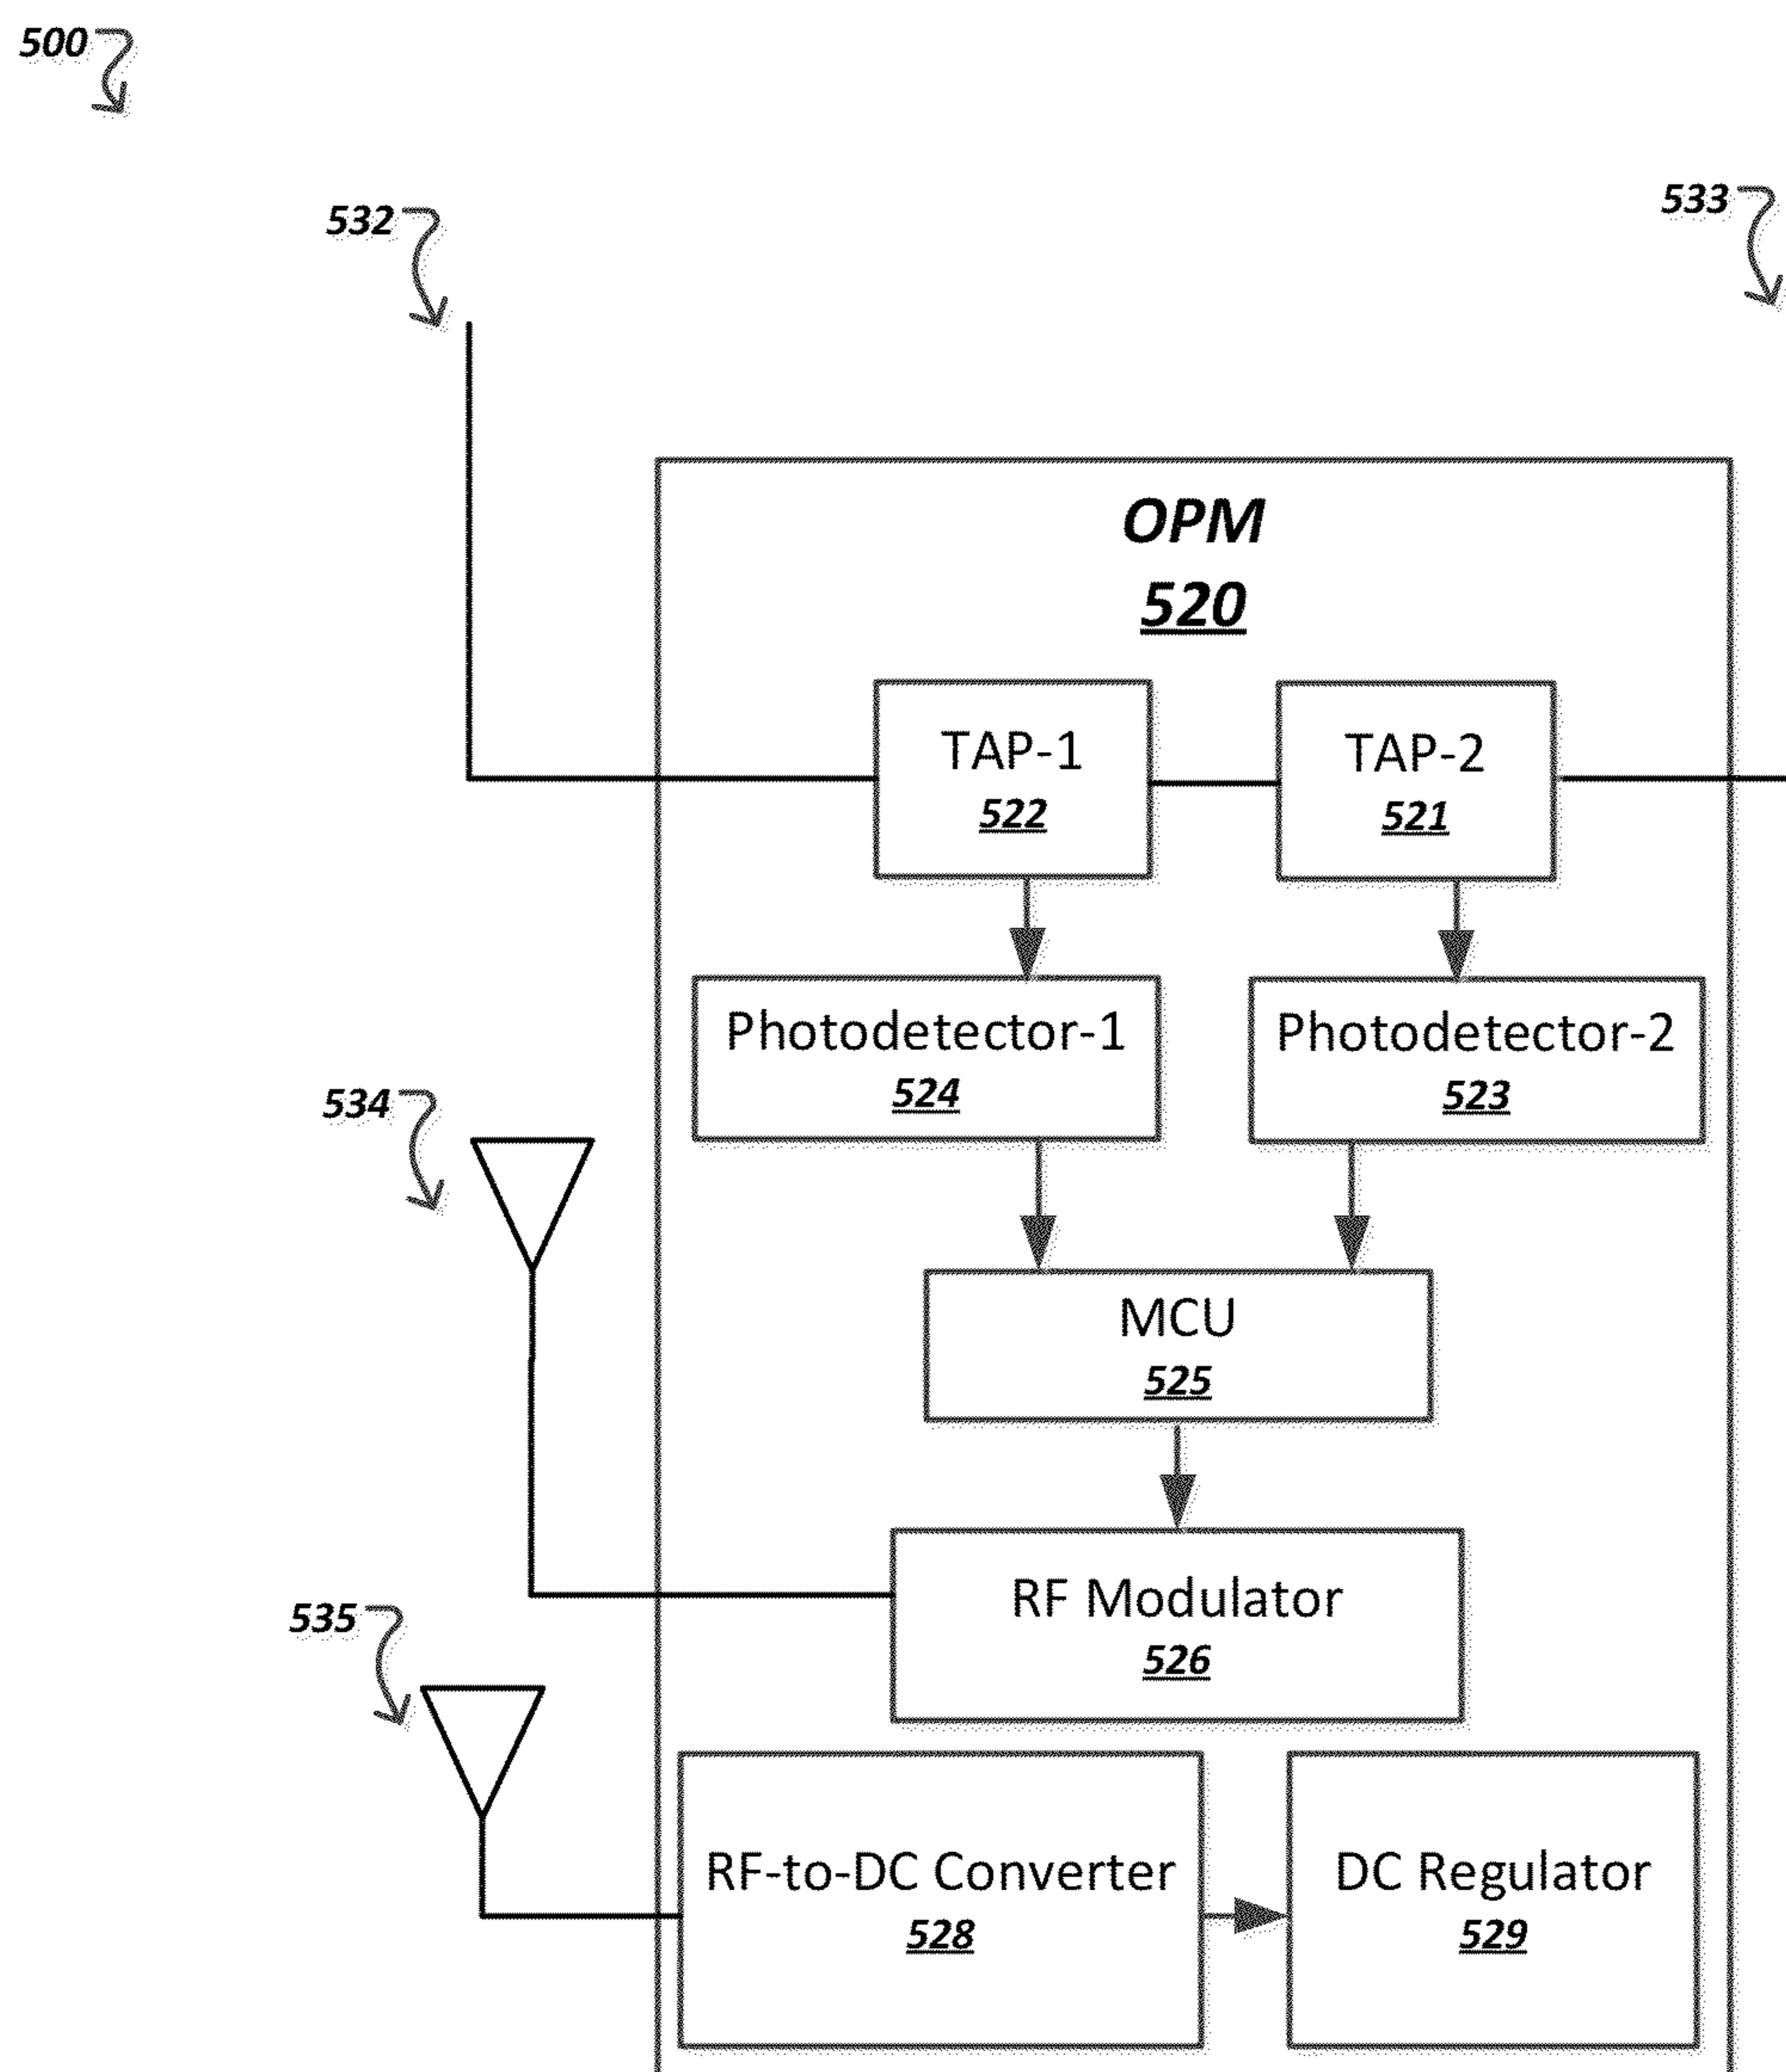 500
532
533
OPM
520
TAP-1
522
TAP-2
521
Photodetector-1
524
Photodetector-2
523
534
MCU
525
RF Modulator
526
535
RF-to-DC Converter
528
DC Regulator
529